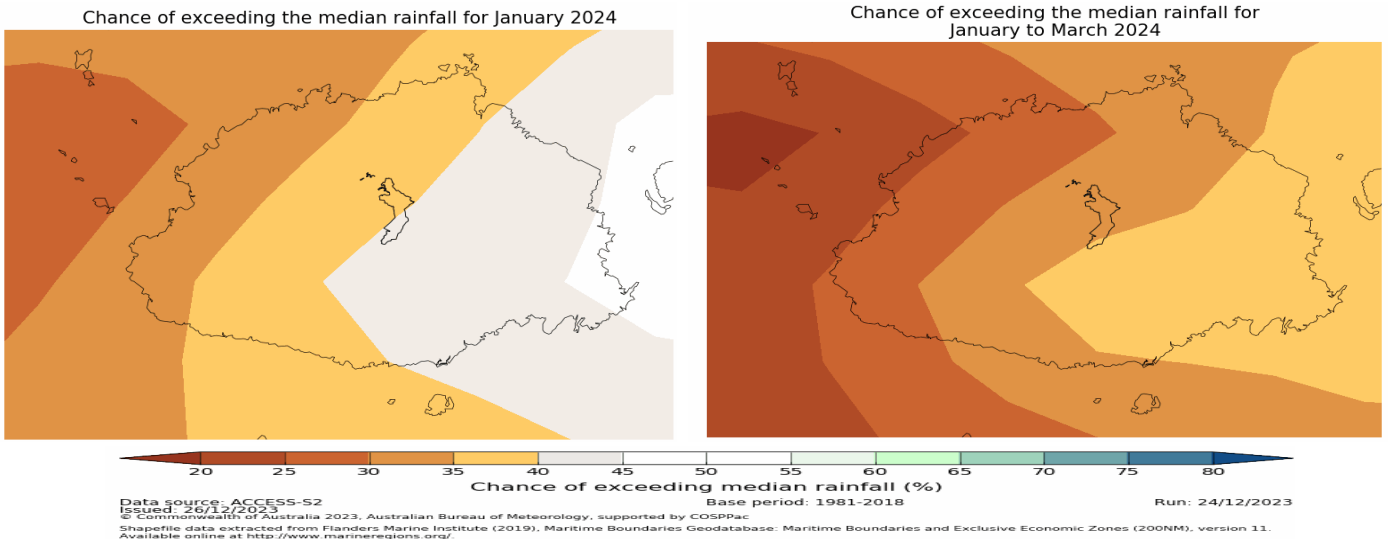 Chance of exceeding the median rainfall for January 2024
Chance of exceeding the median rainfall for
January to March 2024
20 25 30 35 40 45 50 55 60 65 70 75 80
Chance of exceeding median rainfall (%)
Data source: ACCESS-S2 Base period: 1981-2018 Run: 24/12/2023
Issued: 26/12/2023
© Commonwealth of Australia 2023, Australian Bureau of Meteorology, supported by COSPPac
Shapefile data extracted from Flanders Marine Institute (2019), Maritime Boundaries Geodatabase: Maritime Boundaries and Exclusive Economic Zones (200NM), version 11.
Available online at http://www.marineregions.org/.